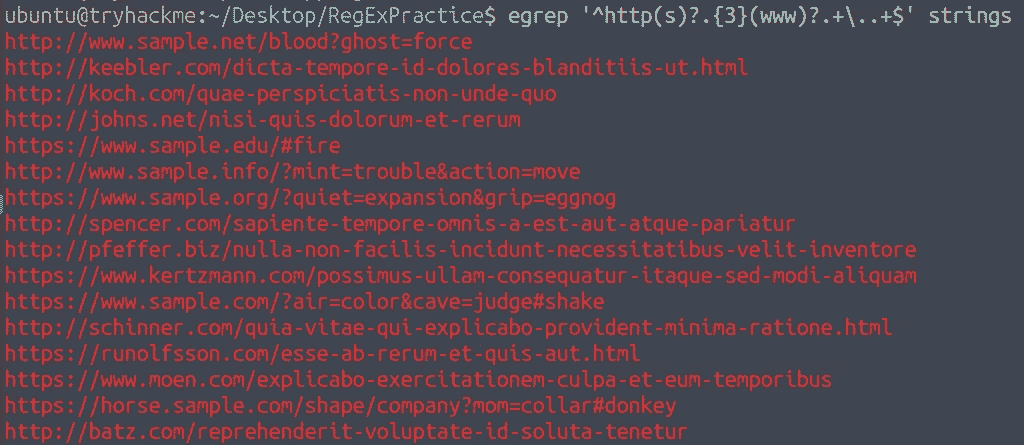 ubuntu@tryhackme:~/Desktop/RegExPractice$ egrep '^http(s)?.{3}(www)?.+\..+$' strings
http://www.sample.net/blood?ghost=force
http://keebler.com/dicta-tempore-id-dolores-blanditiis-ut.html
http://koch.com/quae-perspiciatis-non-unde-quo
http://johns.net/nisi-quis-dolorum-et-rerum
https://www.sample.edu/#fire
http://www.sample.info/?mint=trouble&action=move
https://www.sample.org/?quiet=expansion&grip=eggnog
http://spencer.com/sapiente-tempore-omnis-a-est-aut-atque-pariatur
http://pfeffer.biz/nulla-non-facilis-incidunt-necessitatibus-velit-inventore
https://www.kertzmann.com/possimus-ullam-consequatur-itaque-sed-modi-aliquam
https://www.sample.com/?air=color&cave=judge#shake
http://schinner.com/quia-vitae-qui-explicabo-provident-minima-ratione.html
https://runolfsson.com/esse-ab-rerum-et-quis-aut.html
https://www.moen.com/explicabo-exercitationem-culpa-et-eum-temporibus
https://horse.sample.com/shape/company?mom=collar#donkey
http://batz.com/reprehenderit-voluptate-id-soluta-tenetur